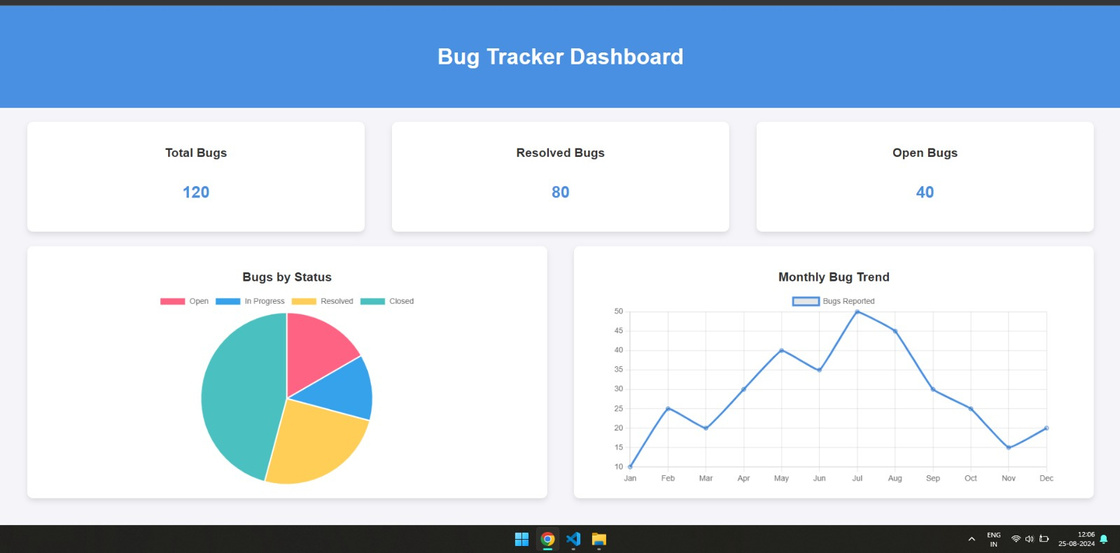 Bug Tracker Dashboard
Total Bugs
120
Resolved Bugs
80
Open Bugs
40
Bugs by Status
Open In Progress Resolved Closed
Monthly Bug Trend
Bugs Reported
50
45
40
35
30
25
20
15
10
Jan Feb Mar Apr May Jun Jul Aug Sep Oct Nov Dec
ENG
IN
12:06
25-08-2024